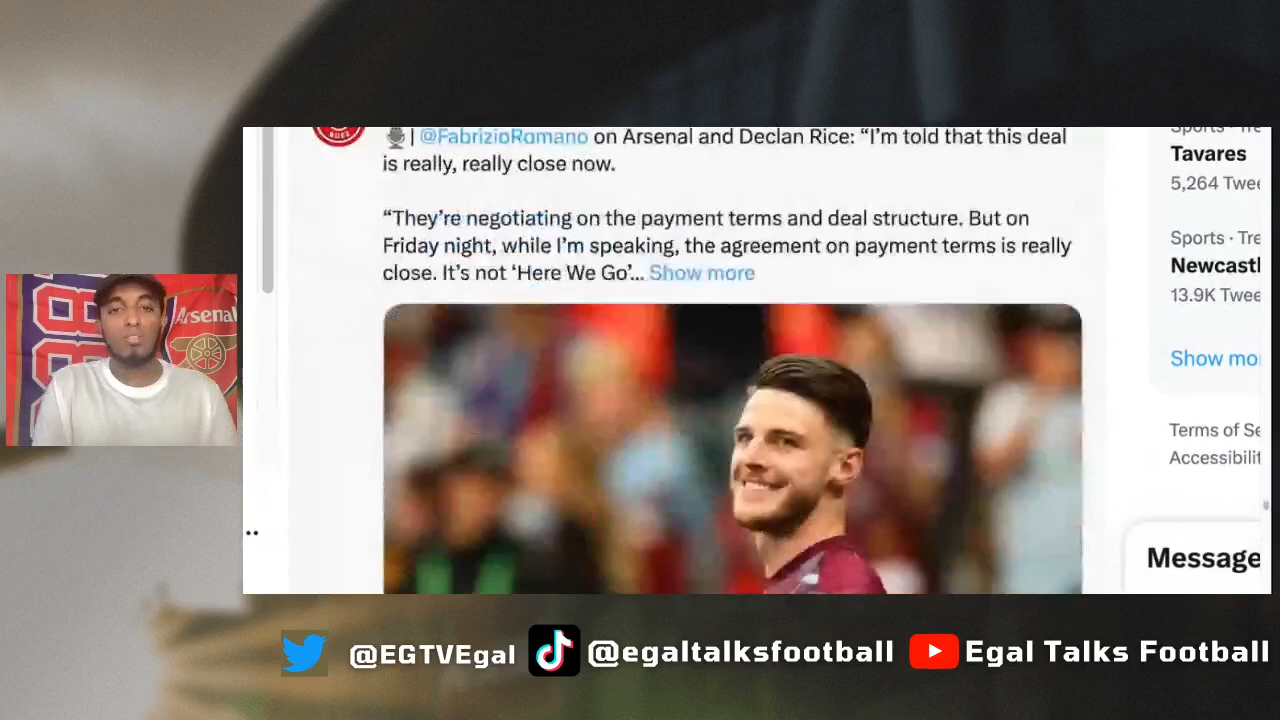 @FabrizioRomano on Arsenal and Declan Rice: “I’m told that this deal
is really, really close now.
“They’re negotiating on the payment terms and deal structure. But on
Friday night, while I’m speaking, the agreement on payment terms is really
close. It’s not ‘Here We Go’... Show more
Sports · Tre
Tavares
5,264 Twee
Sports · Tre
Newcastl
13.9K Twee
Show mo
Terms of Se
Accessibilit
Message
Arsenal
@EGTVEgal
@egaltalksfootball
Egal Talks Football